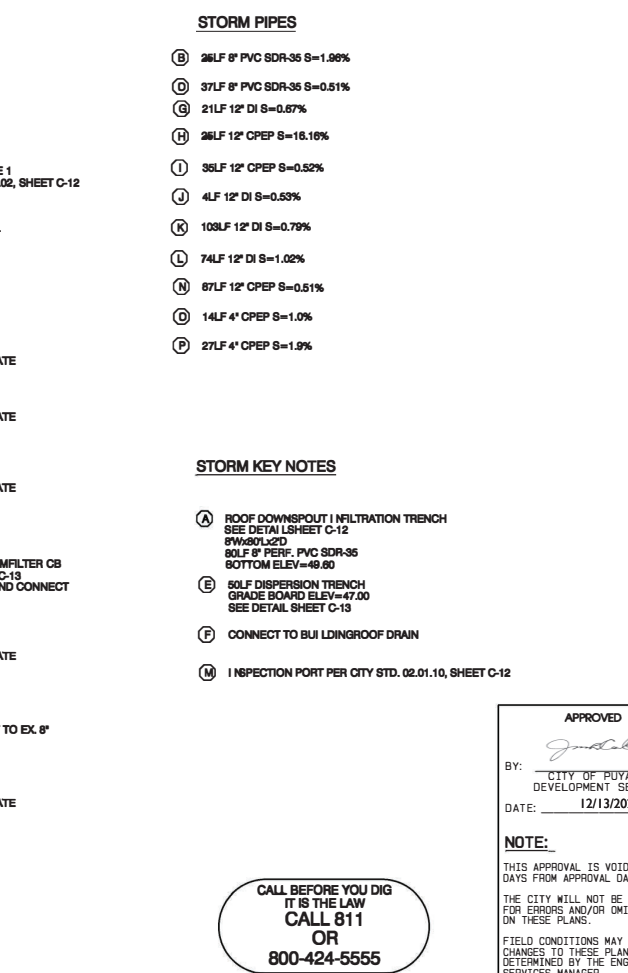 E 1
.02, SHEET C-12
ATE
ATE
ATE
MFILTER CB
C-13
ND CONNECT
ATE
TO EX. 8"
ATE
STORM PIPES
B 25LF 8" PVC SDR-35 S=1.96%
D 37LF 8" PVC SDR-35 S=0.51%
G 21LF 12" DI S=0.67%
H 25LF 12" CPEP S=16.16%
I 35LF 12" CPEP S=0.52%
J 4LF 12" DI S=0.53%
K 103LF 12" DI S=0.79%
L 74LF 12" DI S=1.02%
N 67LF 12" CPEP S=0.51%
O 14LF 4" CPEP S=1.0%
P 27LF 4" CPEP S=1.9%
STORM KEY NOTES
A ROOF DOWNSPOUT I NFILTRATION TRENCH
SEE DETAI LSHEET C-12
8'Wx80'Lx2'D
80LF 8" PERF. PVC SDR-35
BOTTOM ELEV=49.60
E 50LF DISPERSION TRENCH
GRADE BOARD ELEV=47.00
SEE DETAIL SHEET C-13
F CONNECT TO BUI LDINGROOF DRAIN
M I NSPECTION PORT PER CITY STD. 02.01.10, SHEET C-12
CALL BEFORE YOU DIG
IT IS THE LAW
CALL 811
OR
800-424-5555
APPROVED
BY:
CITY OF PUYA
DEVELOPMENT SE
DATE: 12/13/20
NOTE:
THIS APPROVAL IS VOID
DAYS FROM APPROVAL DA
THE CITY WILL NOT BE
FOR ERRORS AND/OR OMI
ON THESE PLANS.
FIELD CONDITIONS MAY
CHANGES TO THESE PLAN
DETERMINED BY THE ENG
SERVICES MANAGER